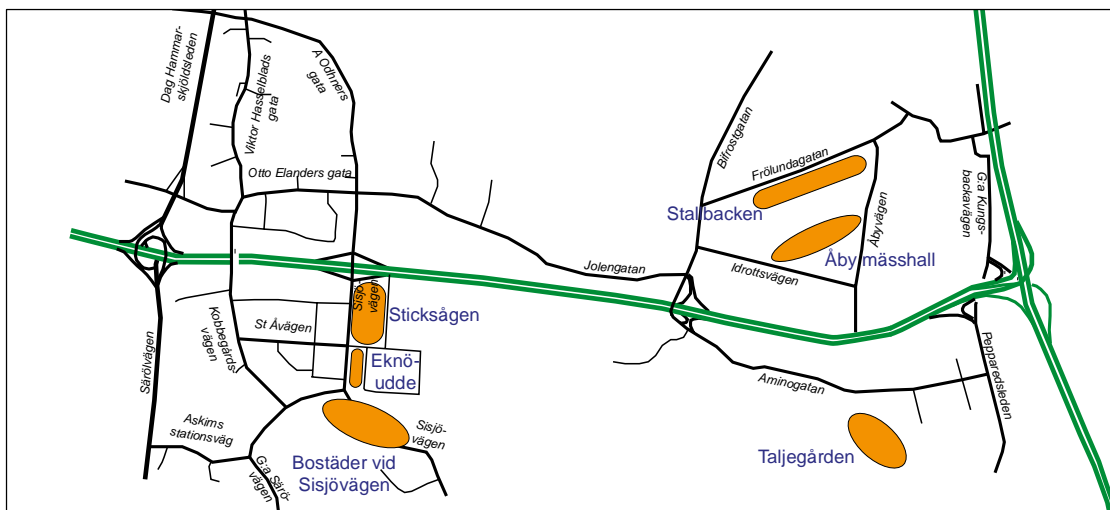 Dag Hammar-
skjöldsleden
Viktor Hasselblads
gata
A Odhners
gata
Otto Elanders gata
Bifrostgatan
Frölundagatan
Stallbacken
Åbyvägen
G:a Kungs-
backavägen
Åby mässhall
Idrottsvägen
Jolengatan
Sisjö-
vägen
Sticksågen
St Åvägen
Kobbegårds-
vägen
Särölvägen
Eknö-
udde
Aminogatan
Pepparedsleden
Askims
stationsväg
Sisjö-
vägen
G:a Särö-
vägen
Bostäder vid
Sisjövägen
Taljegården